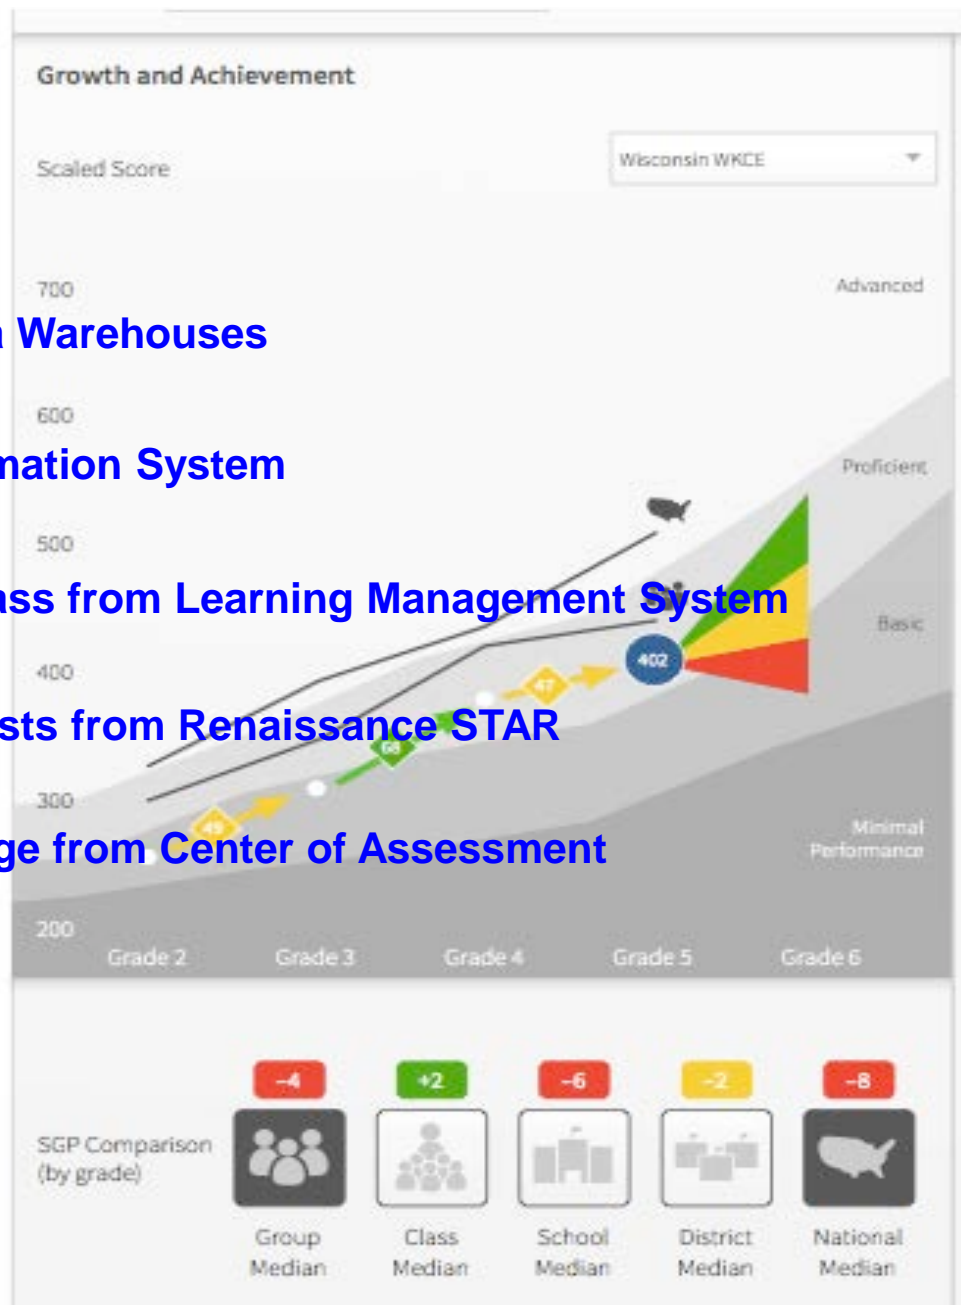 Growth and Achievement
Scaled Score
Wisconsin WKCE
700
Advanced
Warehouses
600
mation System
Proficient
500
ass from Learning Management System
Basic
400
402
47
sts from Renaissance STAR
68
300
49
ge from Center of Assessment
Minimal
Performance
200
Grade 2 Grade 3 Grade 4 Grade 5 Grade 6
-4 +2 -6 -2 -8
SGP Comparison
(by grade)
Group Class School District National
Median Median Median Median Median